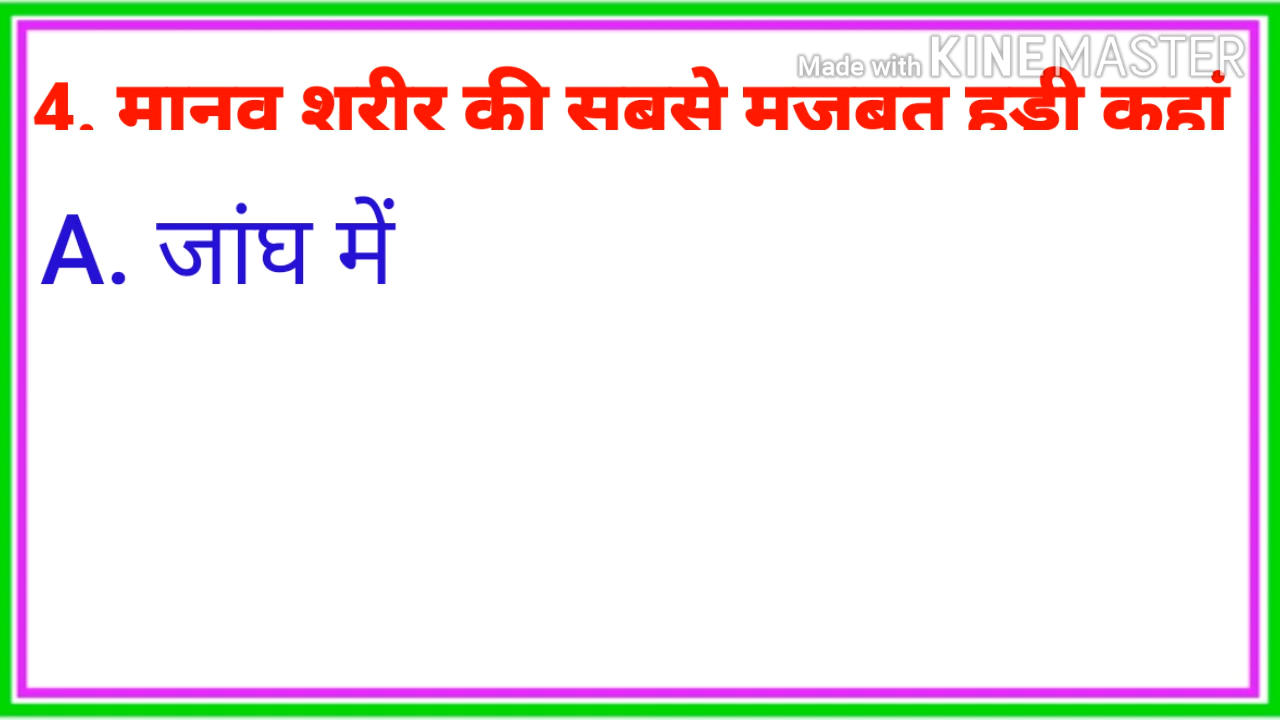 Made with KINEMASTER
4. मानव शरीर की सबसे मजबूत हड्डी कहां
A. जांघ में